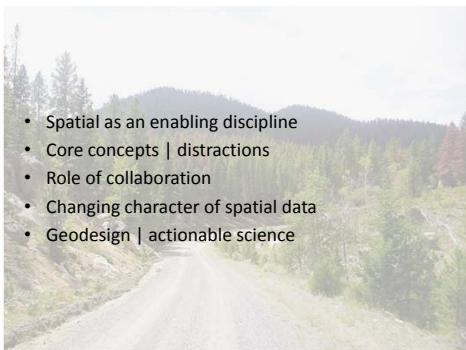 • Spatial as an enabling discipline
• Core concepts | distractions
• Role of collaboration
• Changing character of spatial data
• Geodesign | actionable science